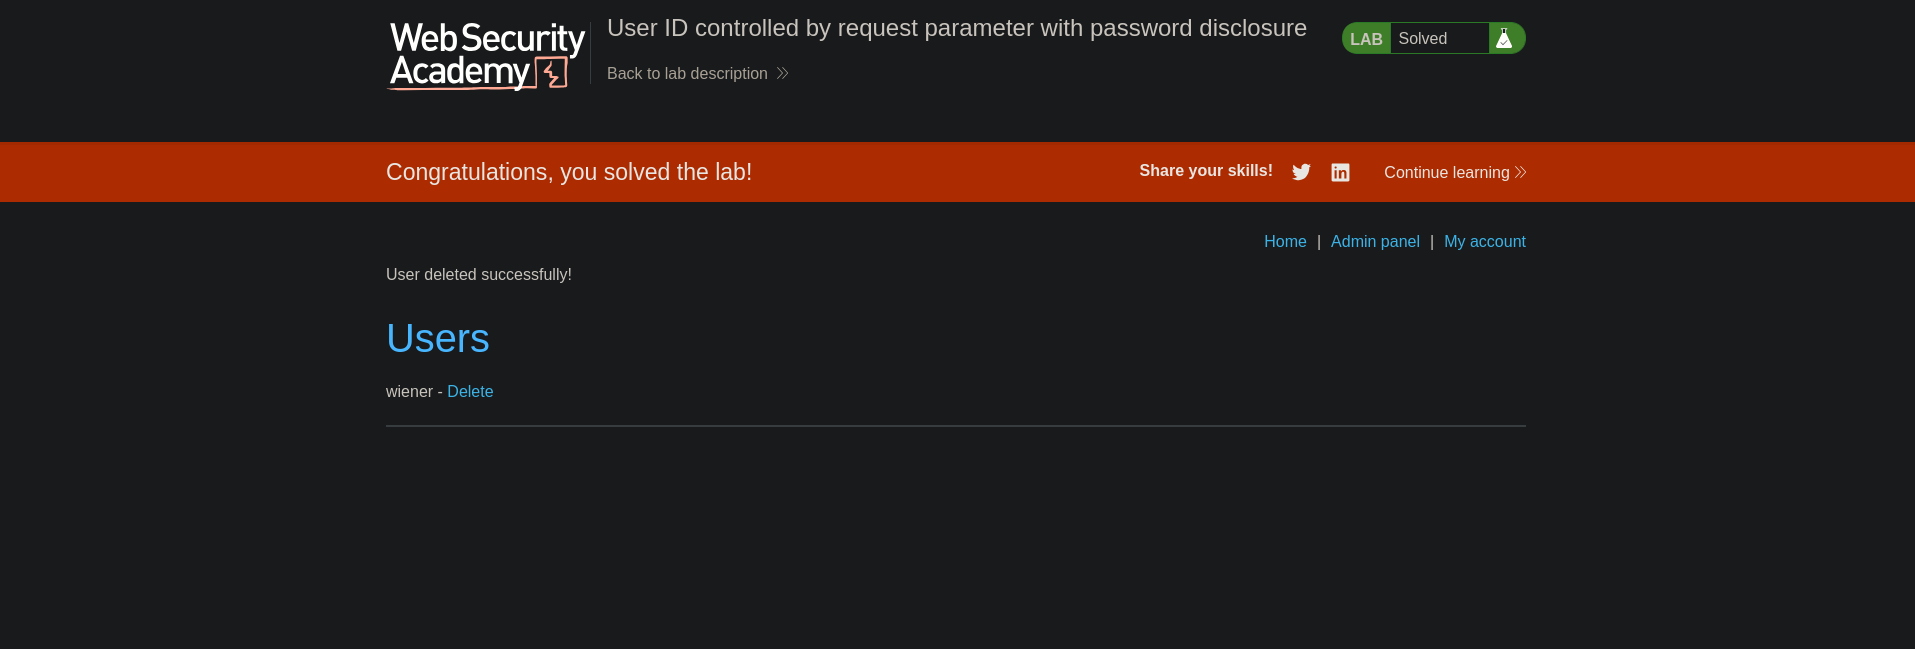 Web Security
Academy
User ID controlled by request parameter with password disclosure
Back to lab description
LAB Solved
Congratulations, you solved the lab!
Share your skills!
Continue learning
Home | Admin panel | My account
User deleted successfully!
Users
wiener - Delete